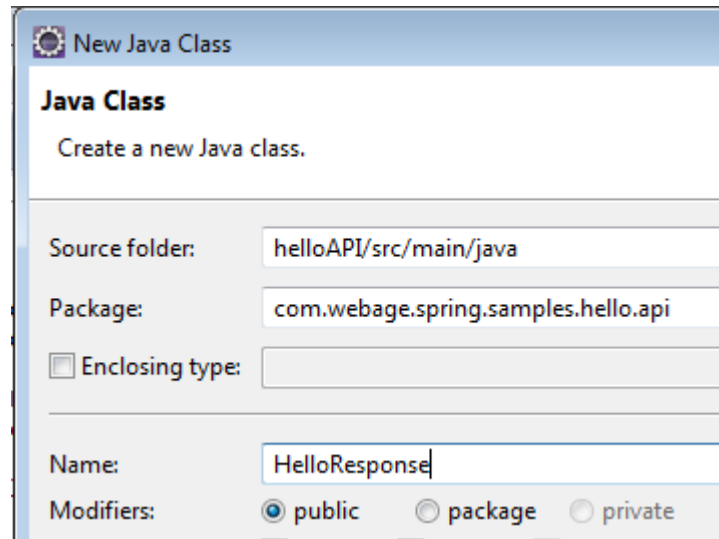 New Java Class
Java Class
Create a new Java class.
Source folder: helloAPI/src/main/java
Package: com.webage.spring.samples.hello.api
Enclosing type:
Name: HelloResponse
Modifiers: public package private